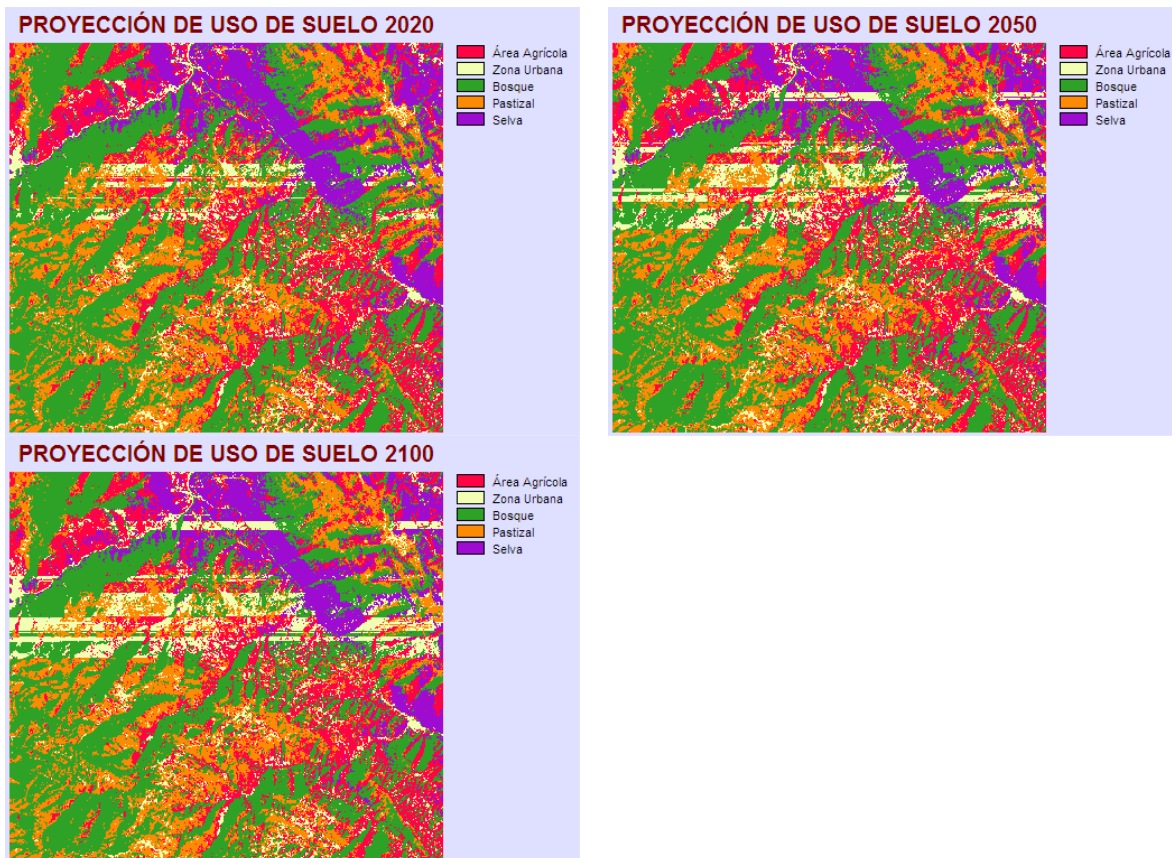 PROYECCIÓN DE USO DE SUELO 2020
Área Agrícola
Zona Urbana
Bosque
Pastizal
Selva
PROYECCIÓN DE USO DE SUELO 2050
Área Agrícola
Zona Urbana
Bosque
Pastizal
Selva
PROYECCIÓN DE USO DE SUELO 2100
Área Agrícola
Zona Urbana
Bosque
Pastizal
Selva